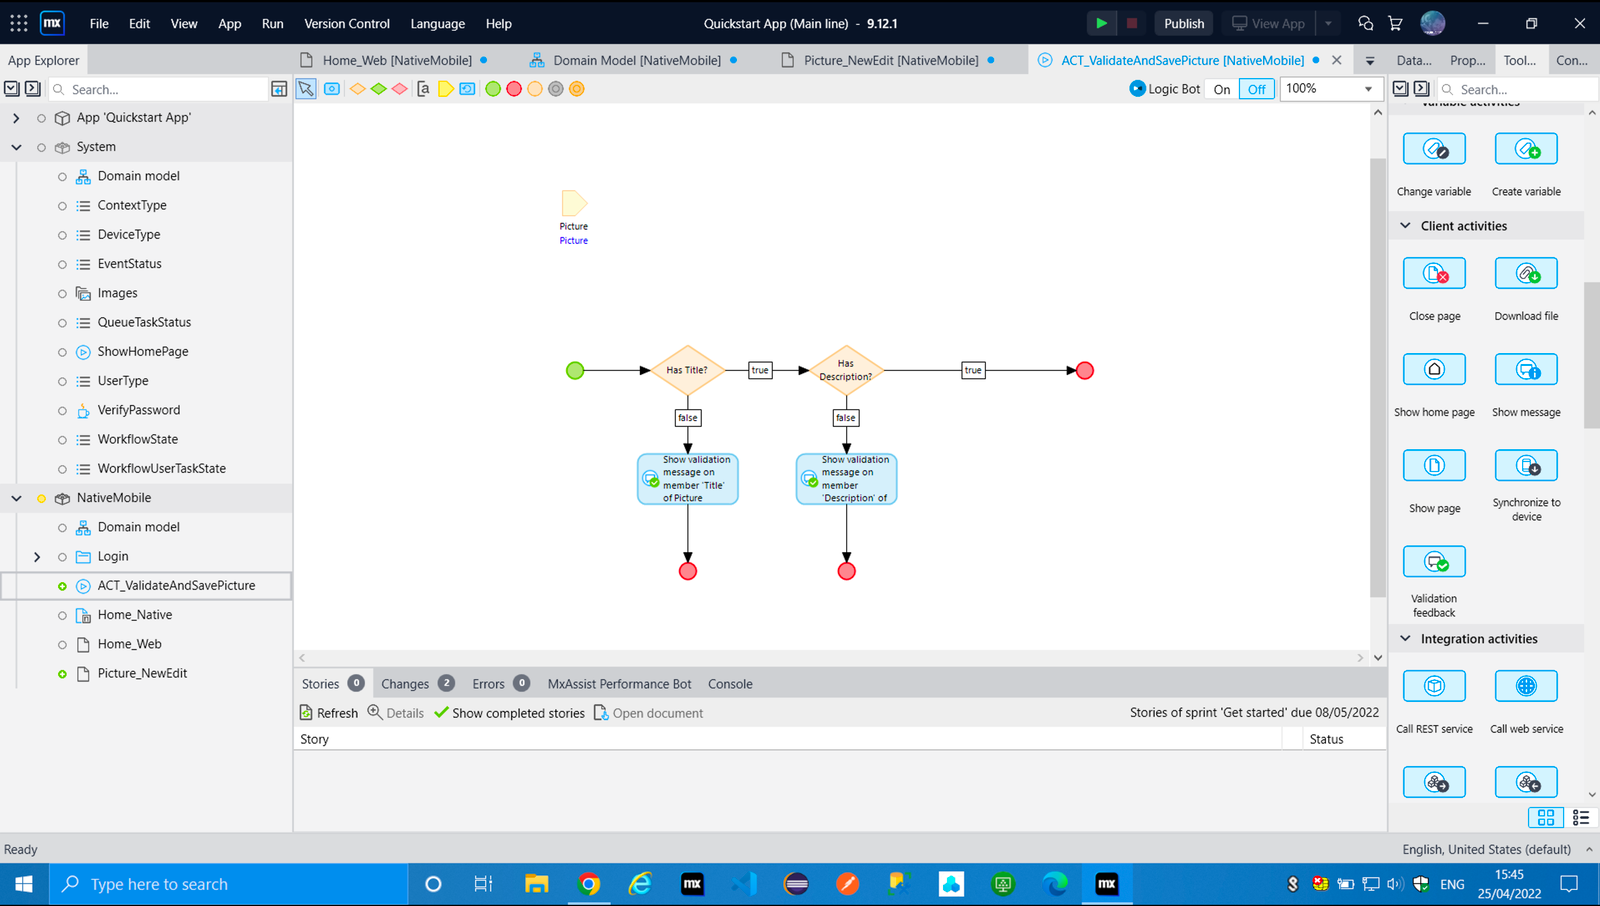 mx
File Edit View App Run Version Control Language Help
Quickstart App (Main line) - 9.12.1
Publish
View App
App Explorer
Home_Web [NativeMobile]
Domain Model [NativeMobile]
Picture_NewEdit [NativeMobile]
ACT_ValidateAndSavePicture [NativeMobile]
Data... Prop... Tool... Con...
Search...
Logic Bot On Off
100%
Search...
App 'Quickstart App'
System
Domain model
ContextType
DeviceType
EventStatus
Images
QueueTaskStatus
ShowHomePage
UserType
VerifyPassword
WorkflowState
WorkflowUserTaskState
NativeMobile
Domain model
Login
ACT_ValidateAndSavePicture
Home_Native
Home_Web
Picture_NewEdit
Picture
Picture
Has Title?
true
Has
Description?
true
false
false
Show validation
message on
member 'Title'
of Picture
Show validation
message on
member
'Description' of
Variable activities
Change variable
Create variable
Client activities
Close page
Download file
Show home page
Show message
Show page
Synchronize to
device
Validation
feedback
Integration activities
Call REST service
Call web service
Stories 0 Changes 2 Errors 0 MxAssist Performance Bot Console
Refresh Details Show completed stories Open document
Stories of sprint 'Get started' due 08/05/2022
Story
Status
Ready
English, United States (default)
Type here to search
mx
mx
ENG
15:45
25/04/2022